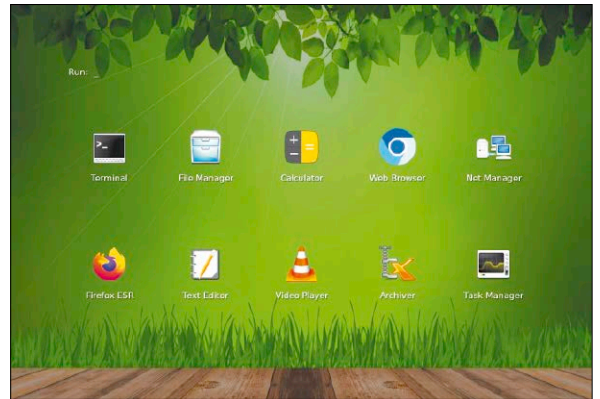 Run: _
Terminal
File Manager
Calculator
Web Browser
Net Manager
Firefox ESR
Text Editor
Video Player
Archiver
Task Manager